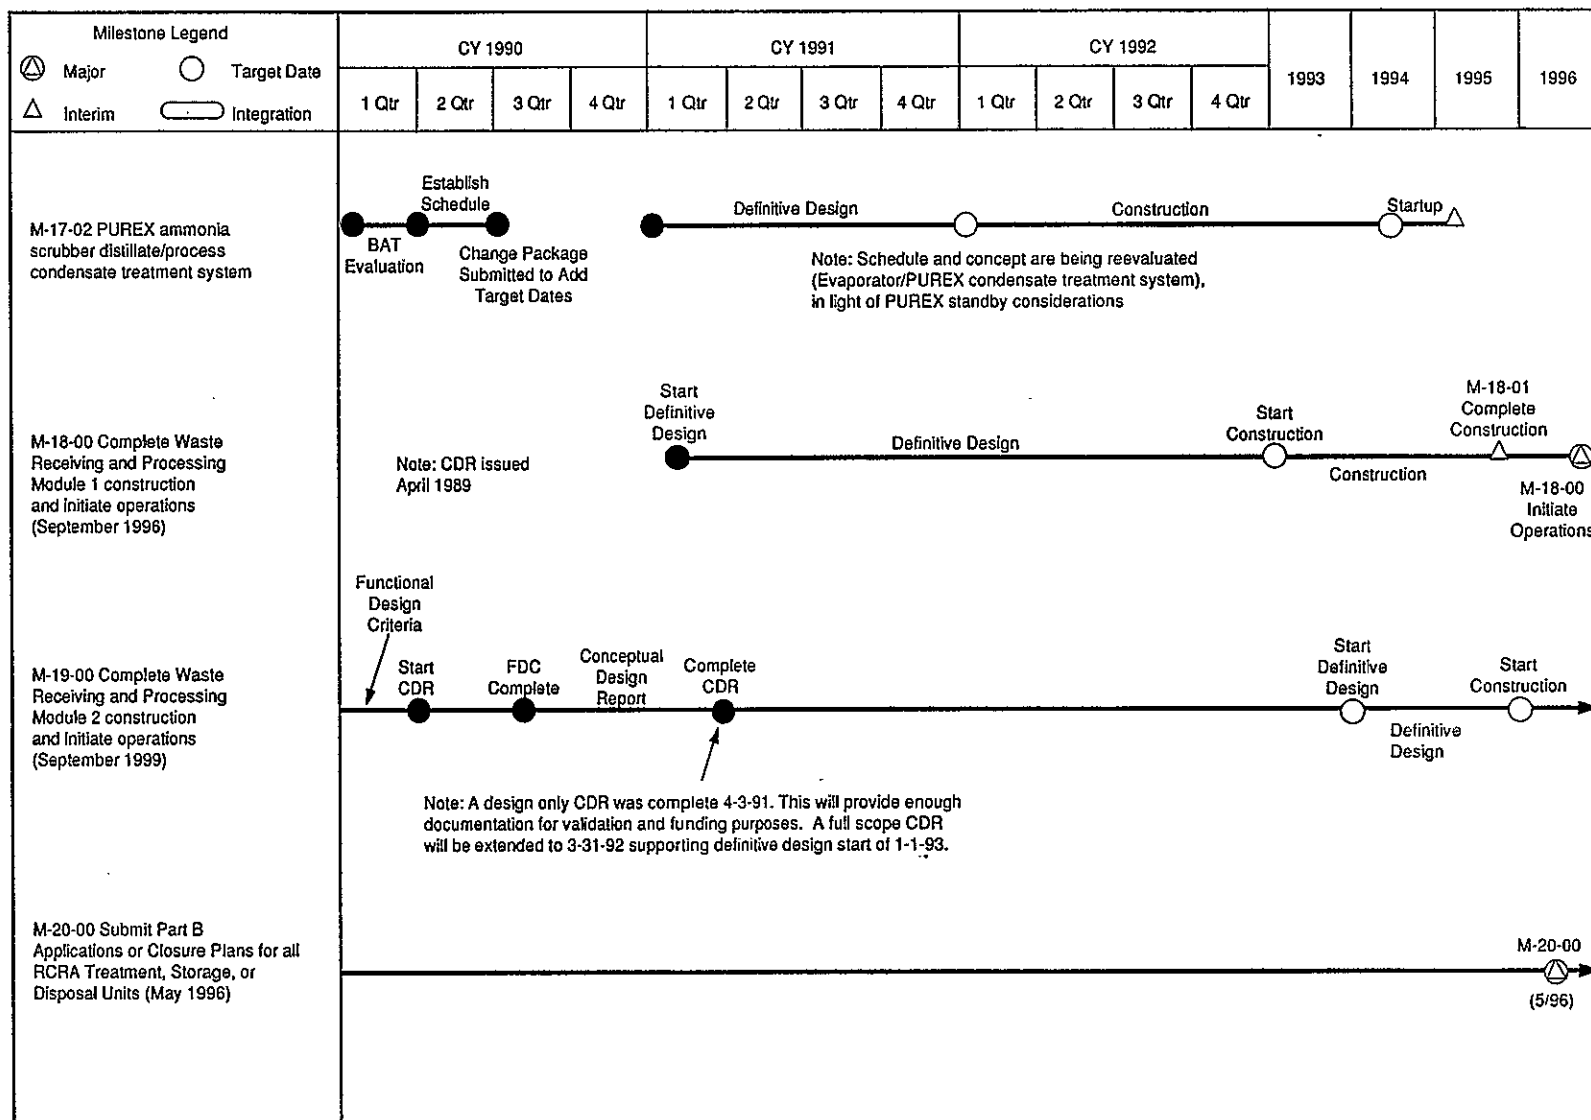 Milestone Legend
Major
Target Date
Interim
Integration
CY 1990
CY 1991
CY 1992
1993
1994
1995
1996
1 Qtr
2 Qtr
3 Qtr
4 Qtr
1 Qtr
2 Qtr
3 Qtr
4 Qtr
1 Qtr
2 Qtr
3 Qtr
4 Qtr
M-17-02 PUREX ammonia
scrubber distillate/process
condensate treatment system
BAT
Evaluation
Establish
Schedule
Change Package
Submitted to Add
Target Dates
Definitive Design
Construction
Startup
Note: Schedule and concept are being reevaluated
(Evaporator/PUREX condensate treatment system),
in light of PUREX standby considerations
M-18-00 Complete Waste
Receiving and Processing
Module 1 construction
and initiate operations
(September 1996)
Note: CDR issued
April 1989
Start
Definitive
Design
Definitive Design
Start
Construction
Construction
M-18-01
Complete
Construction
M-18-00
Initiate
Operations
M-19-00 Complete Waste
Receiving and Processing
Module 2 construction
and initiate operations
(September 1999)
Functional
Design
Criteria
Start
CDR
FDC
Complete
Conceptual
Design
Report
Complete
CDR
Start
Definitive
Design
Definitive
Design
Start
Construction
Note: A design only CDR was complete 4-3-91. This will provide enough
documentation for validation and funding purposes. A full scope CDR
will be extended to 3-31-92 supporting definitive design start of 1-1-93.
M-20-00 Submit Part B
Applications or Closure Plans for all
RCRA Treatment, Storage, or
Disposal Units (May 1996)
M-20-00
(5/96)